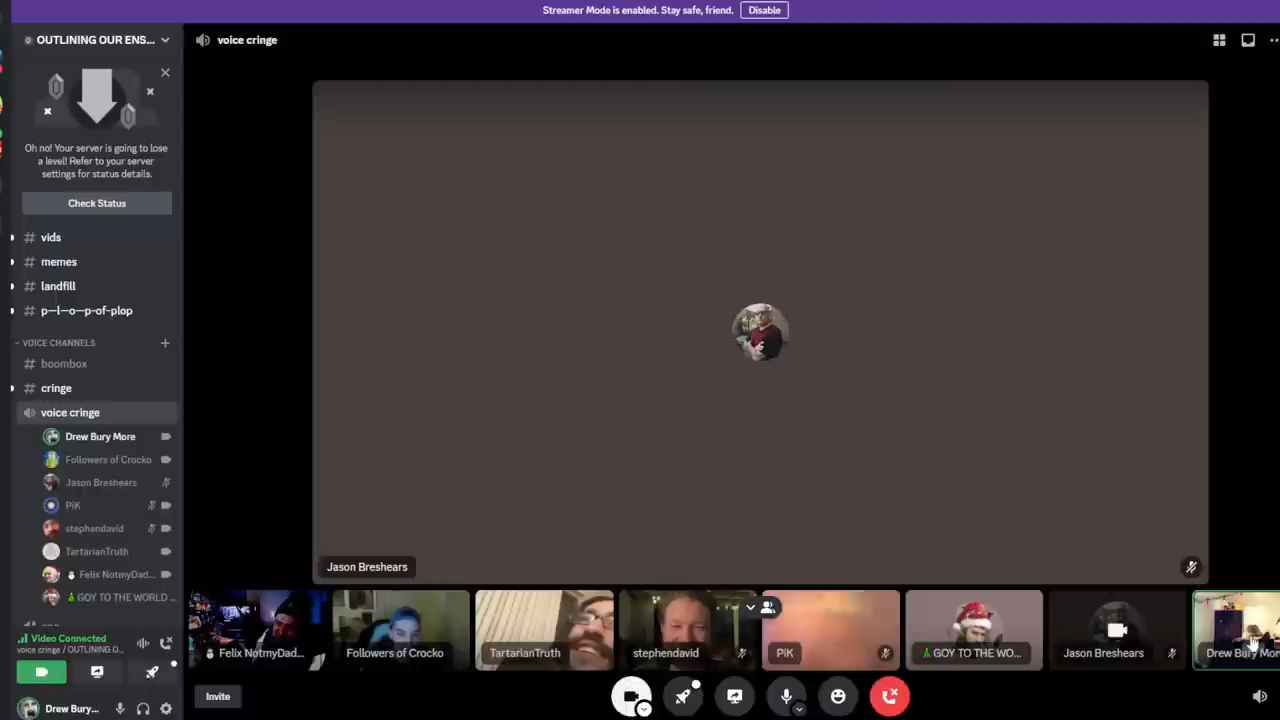 Streamer Mode is enabled. Stay safe, friend.
Disable
OUTLINING OUR ENS...
voice cringe
Oh no! Your server is going to lose
a level! Refer to your server
settings for status details.
Check Status
vids
memes
landfill
p—l—o—p-of-plop
VOICE CHANNELS
boombox
cringe
voice cringe
Drew Bury More
Followers of Crocko
Jason Breshears
PiK
stephendavid
TartarianTruth
Felix NotmyDad...
GOY TO THE WORLD ...
Video Connected
voice cringe / OUTLINING O...
Drew Bury...
Jason Breshears
Felix NotmyDad...
Followers of Crocko
TartarianTruth
stephendavid
PiK
GOY TO THE WO...
Jason Breshears
Drew Bury Mor
Invite